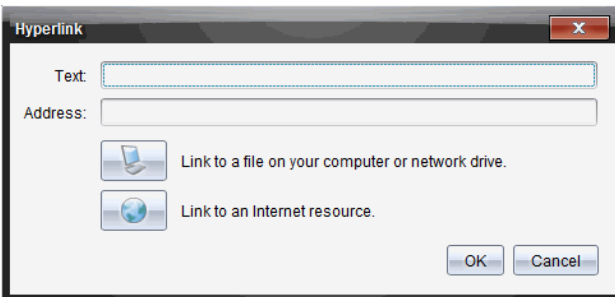 Hyperlink
Text:
Address:
Link to a file on your computer or network drive.
Link to an Internet resource.
OK Cancel